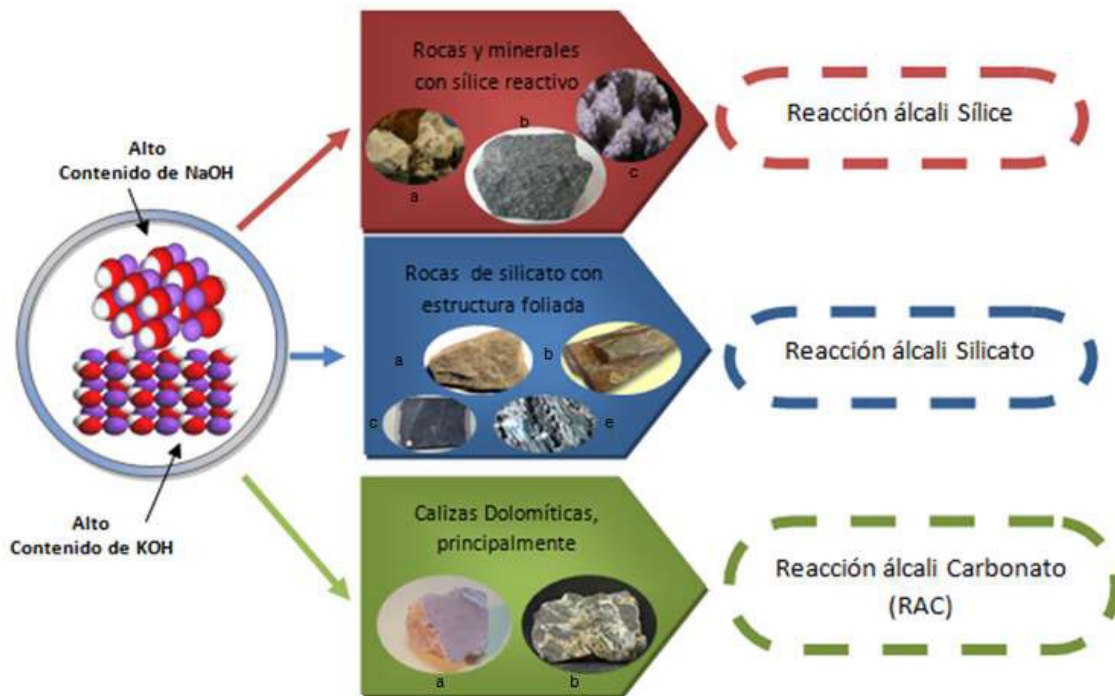 Alto
Contenido de NaOH
Alto
Contenido de KOH
Rocas y minerales
con sílice reactivo
b
a
c
Reacción álcali Sílice
Rocas de silicato con
estructura foliada
a
b
c
e
Reacción álcali Silicato
Calizas Dolomíticas,
principalmente
a
b
Reacción álcali Carbonato
(RAC)